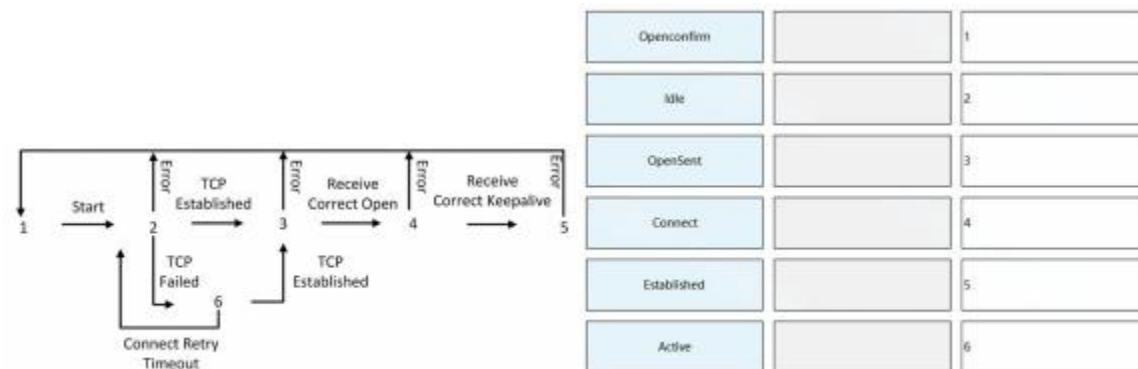 Error
Error
Error
Error
TCP
Established
Receive
Correct Open
Receive
Correct Keepalive
Start
1
2
3
4
5
TCP
Failed
TCP
Established
6
Connect Retry
Timeout
Openconfirm
1
Idle
2
OpenSent
3
Connect
4
Established
5
Active
6